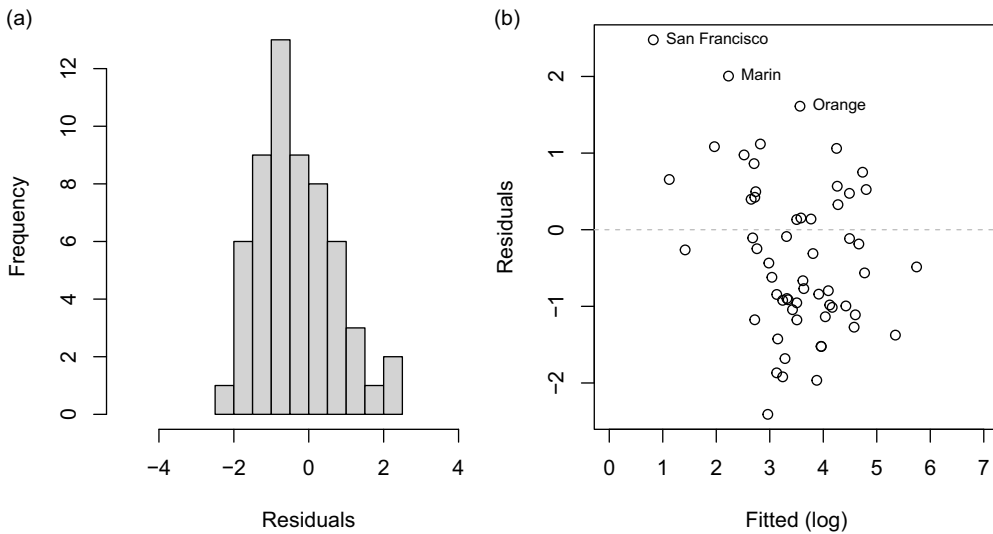 (a)
Frequency
12
10
8
6
4
2
0
−4
−2
0
2
4
Residuals
(b)
San Francisco
Marin
Orange
Residuals
2
1
0
−1
−2
0
1
2
3
4
5
6
7
Fitted (log)